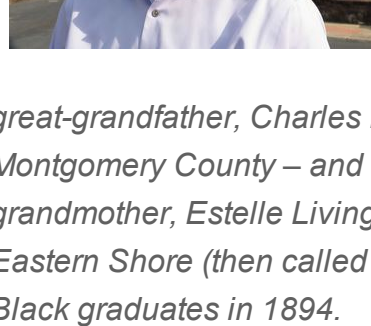 great-grandfather, Charles
Montgomery County – and
grandmother, Estelle Living
Eastern Shore (then called
Black graduates in 1894.